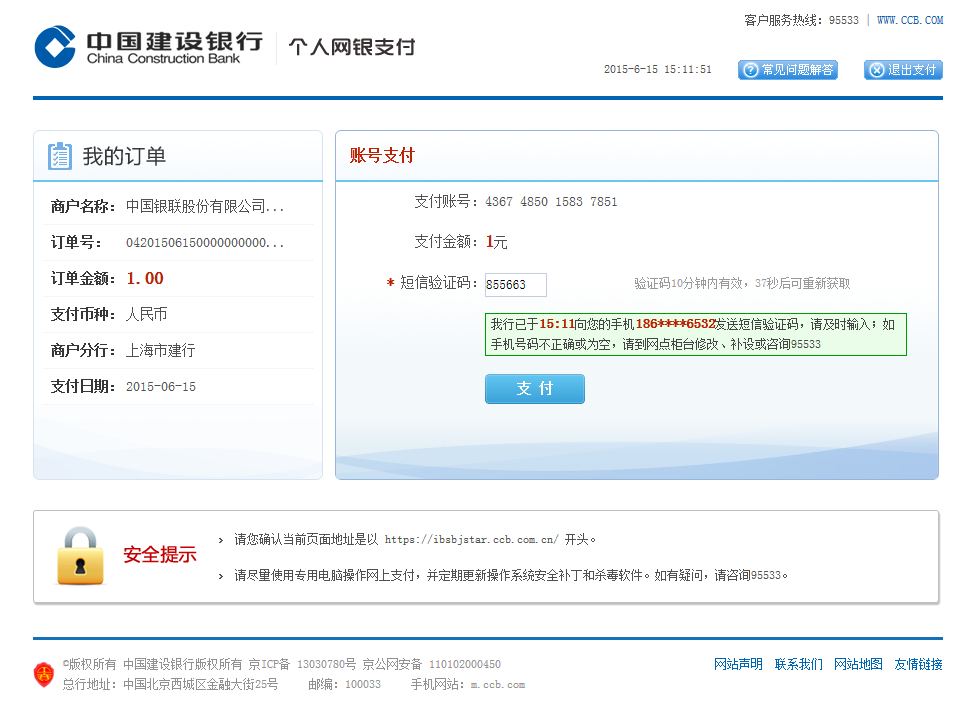 客户服务热线：95533 | WWW.CCB.COM
中国建设银行
China Construction Bank
个人网银支付
2015-6-15 15:11:51
常见问题解答
退出支付
我的订单
商户名称： 中国银联股份有限公司...
订单号： 04201506150000000000...
订单金额： 1.00
支付币种： 人民币
商户分行： 上海市建行
支付日期： 2015-06-15
账号支付
支付账号： 4367 4850 1583 7851
支付金额： 1元
* 短信验证码： 855663 验证码10分钟内有效，37秒后可重新获取
我行已于15:11向您的手机186****6532发送短信验证码，请及时输入；如
手机号码不正确或为空，请到网点柜台修改、补设或咨询95533
支 付
安全提示
› 请您确认当前页面地址是以 https://ibsbjstar.ccb.com.cn/ 开头。
› 请尽量使用专用电脑操作网上支付，并定期更新操作系统安全补丁和杀毒软件。如有疑问，请咨询95533。
©版权所有 中国建设银行版权所有 京ICP备 13030780号 京公网安备 110102000450
总行地址：中国北京西城区金融大街25号 邮编：100033 手机网站：m.ccb.com
网站声明 联系我们 网站地图 友情链接